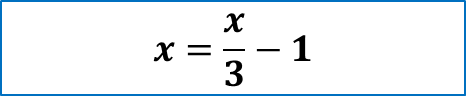 x = x/3 − 1